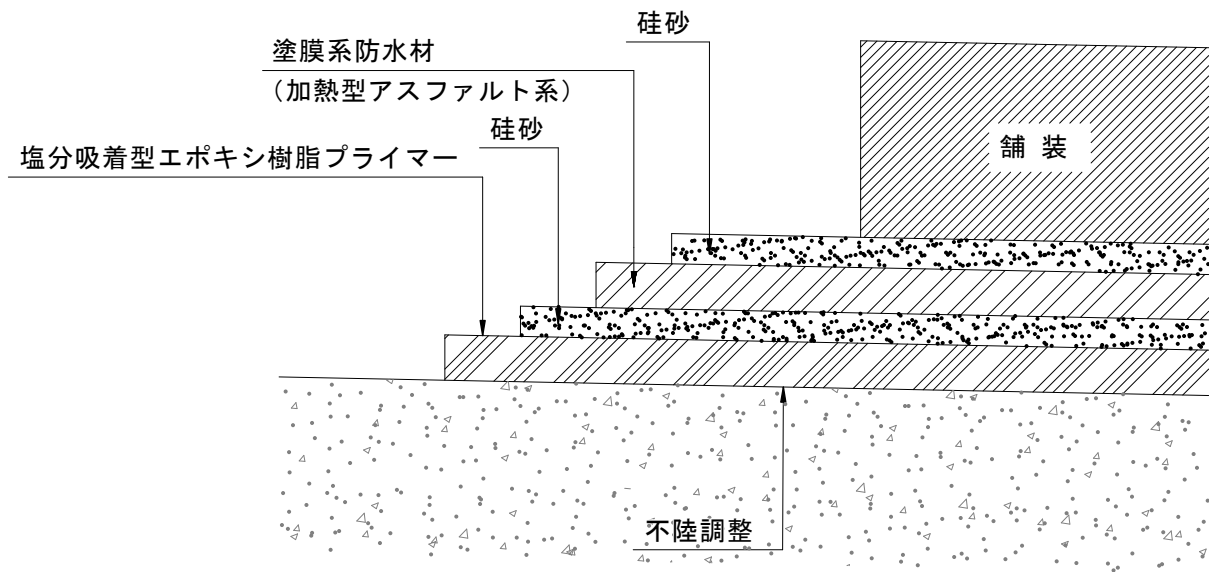 硅砂
塗膜系防水材
（加熱型アスファルト系）
硅砂
塩分吸着型エポキシ樹脂プライマー
舗 装
不陸調整